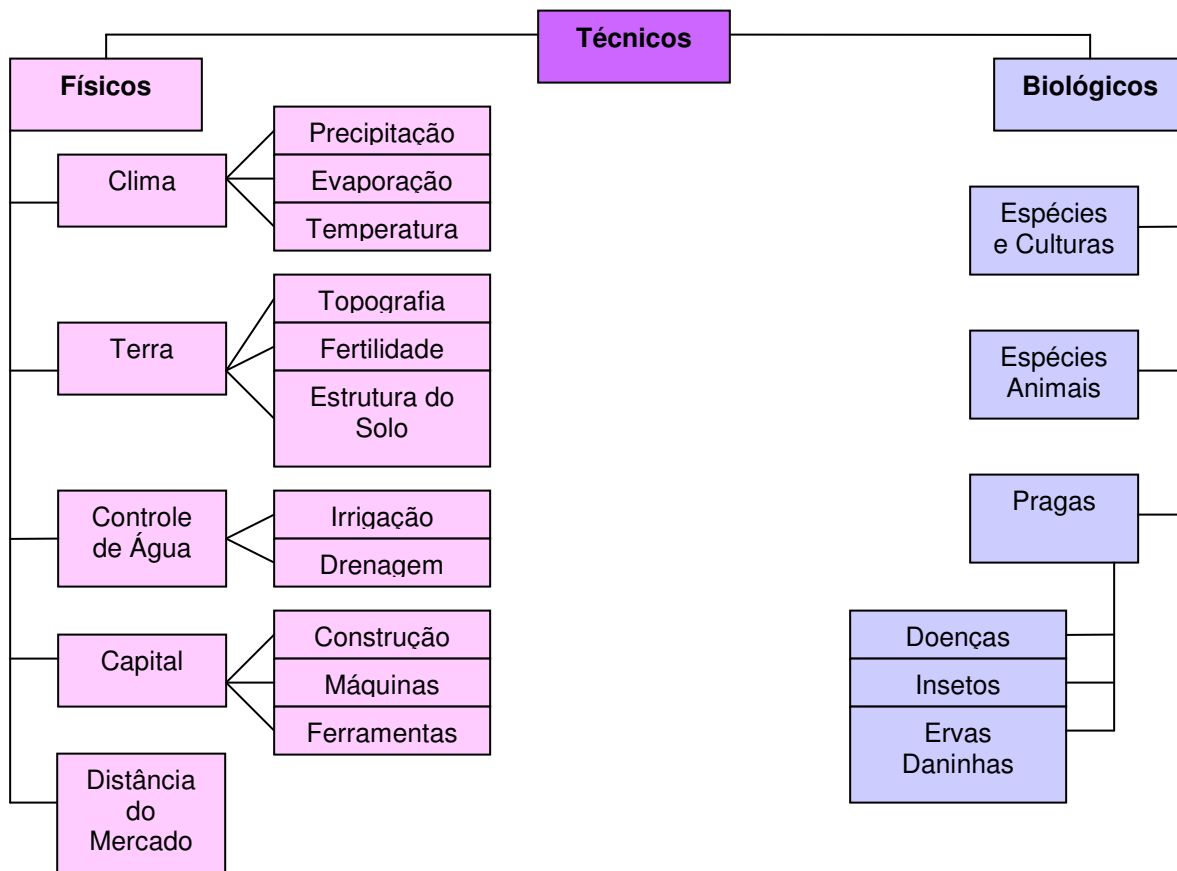 Técnicos
Físicos
Biológicos
Clima
Precipitação
Evaporação
Temperatura
Terra
Topografia
Fertilidade
Estrutura do
Solo
Controle
de Água
Irrigação
Drenagem
Capital
Construção
Máquinas
Ferramentas
Distância
do
Mercado
Espécies
e Culturas
Espécies
Animais
Pragas
Doenças
Insetos
Ervas
Daninhas